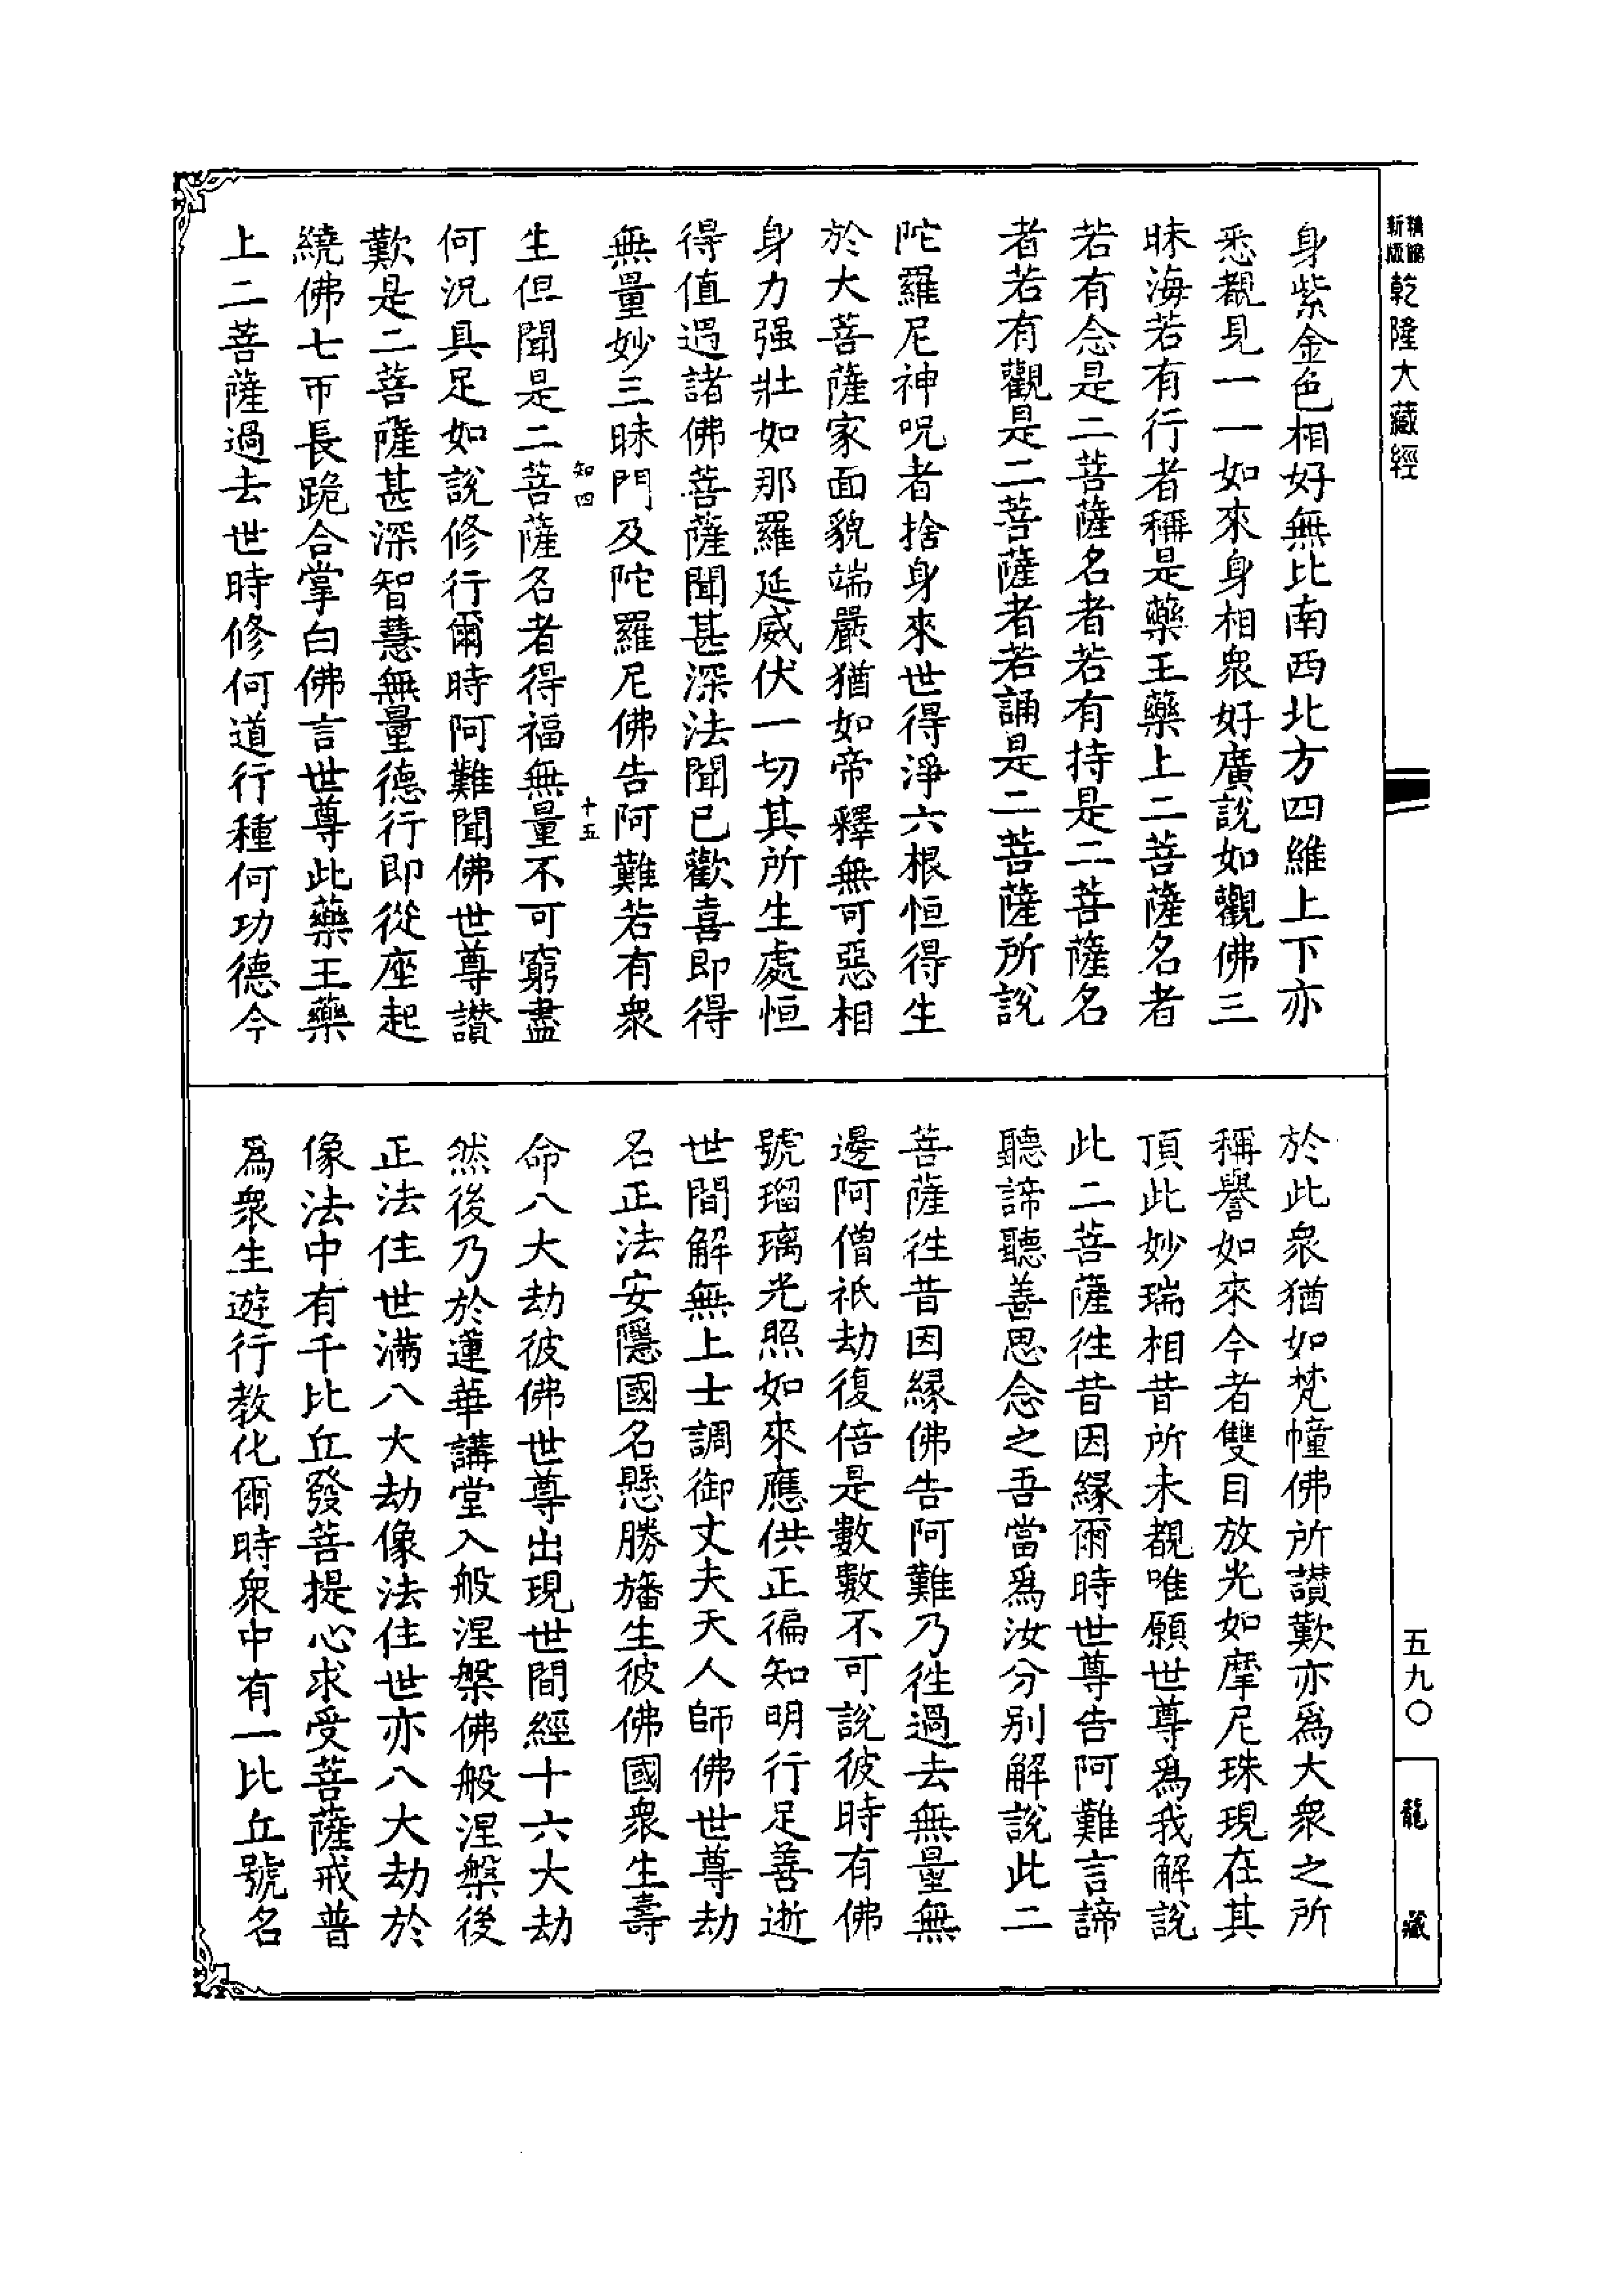 乾隆大藏經
身紫金色相好無比南西北方四維上下亦
悉覩見一一如來身相衆好廣說如觀佛三
昧海若有行者稱是藥王藥上二菩薩名者
若有念是二菩薩名者若有持是二菩薩名
者若有觀是二菩薩者若誦是二菩薩所說
陀羅尼神呪者捨身來世得淨六根恒得生
於大菩薩家面貌端嚴猶如帝釋無可惡相
身力强壯如那羅延威伏一切其所生處恒
得值遇諸佛菩薩聞甚深法聞已歡喜即得
無量妙三昧門及陀羅尼佛告阿難若有衆
知四
十五
生但聞是二菩薩名者得福無量不可窮盡
何況具足如說修行爾時阿難聞佛世尊讚
歎是二菩薩甚深智慧無量德行即從座起
繞佛七帀長跪合掌白佛言世尊此藥王藥
上二菩薩過去世時修何道行種何功德今
於此衆猶如梵幢佛所讃歎亦爲大衆之所
稱譽如來今者雙目放光如摩尼珠現在其
頂此妙瑞相昔所未覩唯願世尊爲我解說
此二菩薩徃昔因緣爾時世尊告阿難言諦
聽諦聽善思念之吾當爲汝分别解說此二
菩薩徃昔因緣佛告阿難乃徃過去無量無
邊阿僧祇劫復倍是數數不可說彼時有佛
號瑠璃光照如來應供正徧知明行足善逝
世間解無上士調御丈夫天人師佛世尊劫
名正法安隱國名懸勝旛生彼佛國衆生壽
命八大劫彼佛世尊出現世間經十六大劫
然後乃於蓮華講堂入般涅槃佛般涅槃後
正法住世滿八大劫像法住世亦八大劫於
像法中有千比丘發菩提心求受菩薩戒普
爲衆生遊行教化爾時衆中有一比丘號名
五九〇
龍藏